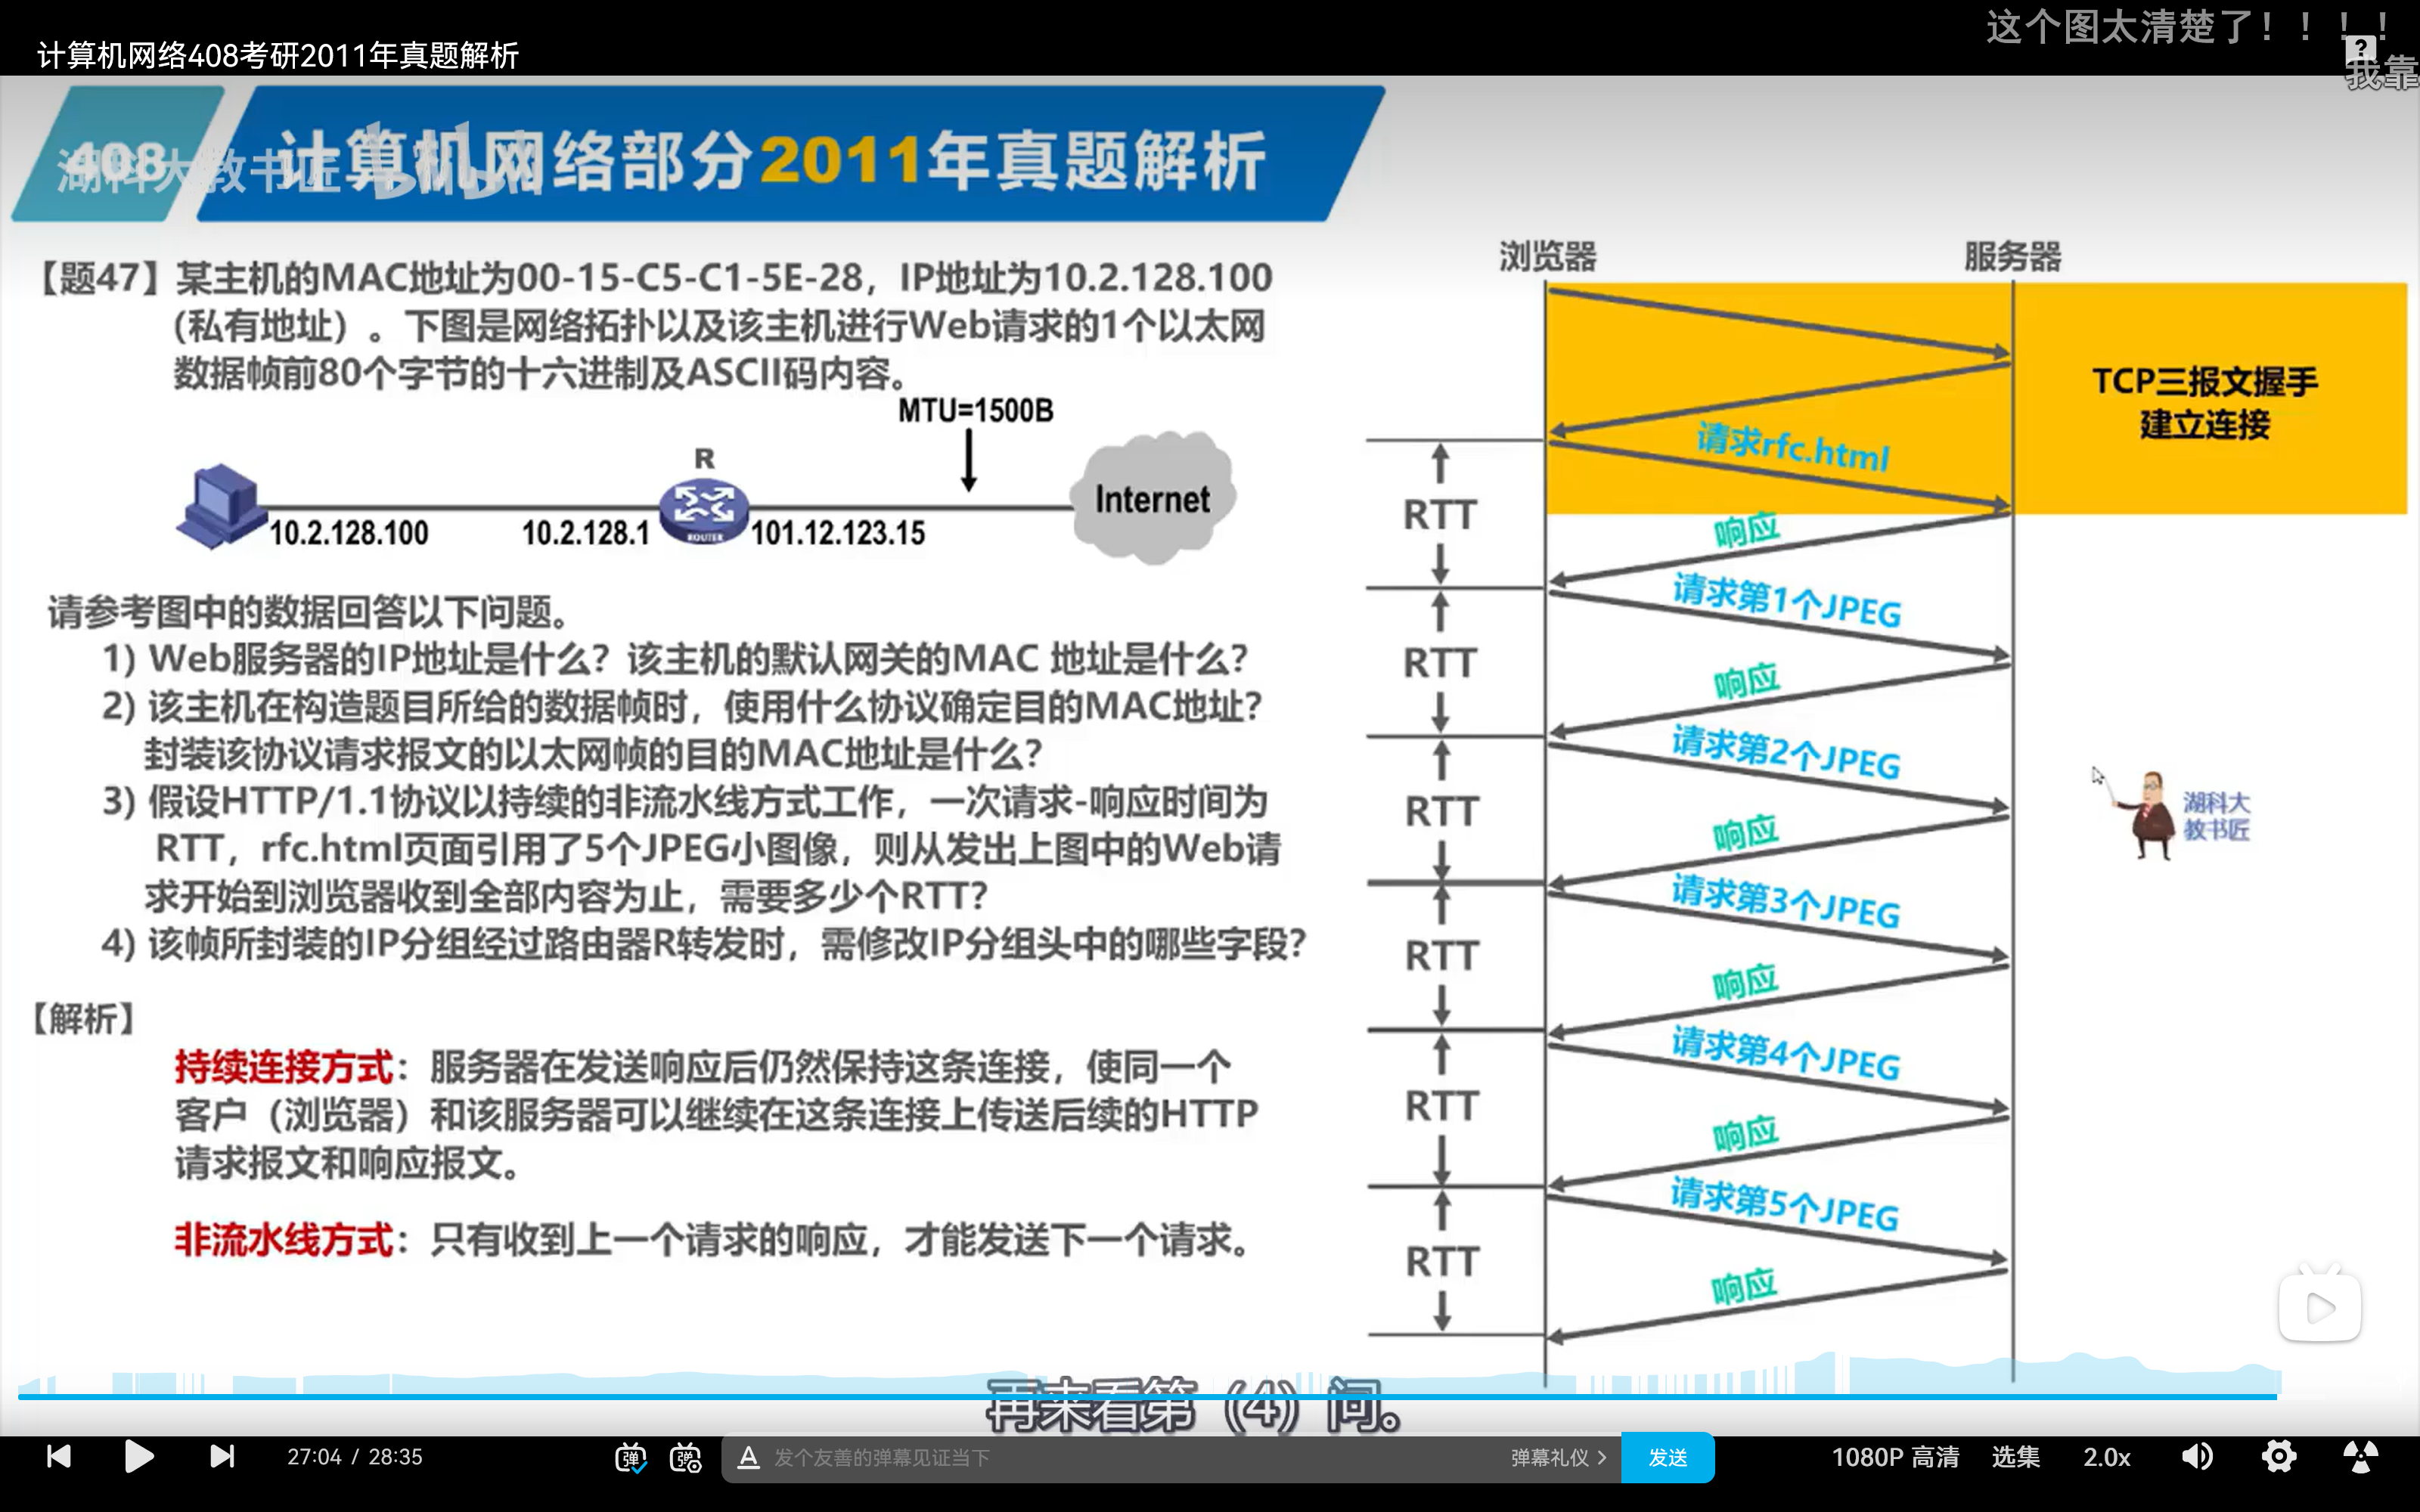 这个图太清楚了！！！！
计算机网络408考研2011年真题解析
我靠
408 计算机网络部分2011年真题解析
湖科大教书匠 bilibili
【题47】某主机的MAC地址为00-15-C5-C1-5E-28，IP地址为10.2.128.100
(私有地址）。下图是网络拓扑以及该主机进行Web请求的1个以太网
数据帧前80个字节的十六进制及ASCII码内容。
MTU=1500B
R
ROUTER
Internet
10.2.128.100
10.2.128.1
101.12.123.15
请参考图中的数据回答以下问题。
1) Web服务器的IP地址是什么？该主机的默认网关的MAC 地址是什么？
2) 该主机在构造题目所给的数据帧时，使用什么协议确定目的MAC地址？
封装该协议请求报文的以太网帧的目的MAC地址是什么？
3) 假设HTTP/1.1协议以持续的非流水线方式工作，一次请求-响应时间为
RTT，rfc.html页面引用了5个JPEG小图像，则从发出上图中的Web请
求开始到浏览器收到全部内容为止，需要多少个RTT？
4) 该帧所封装的IP分组经过路由器R转发时，需修改IP分组头中的哪些字段？
【解析】
持续连接方式：服务器在发送响应后仍然保持这条连接，使同一个
客户（浏览器）和该服务器可以继续在这条连接上传送后续的HTTP
请求报文和响应报文。
非流水线方式：只有收到上一个请求的响应，才能发送下一个请求。
浏览器
服务器
TCP三报文握手
建立连接
请求rfc.html
RTT
响应
请求第1个JPEG
RTT
响应
请求第2个JPEG
RTT
响应
请求第3个JPEG
RTT
响应
请求第4个JPEG
RTT
响应
请求第5个JPEG
RTT
响应
湖科大
教书匠
再来看第（4）问。
27:04 / 28:35
弹
弹
A 发个友善的弹幕见证当下
弹幕礼仪 >
发送
1080P 高清
选集
2.0x